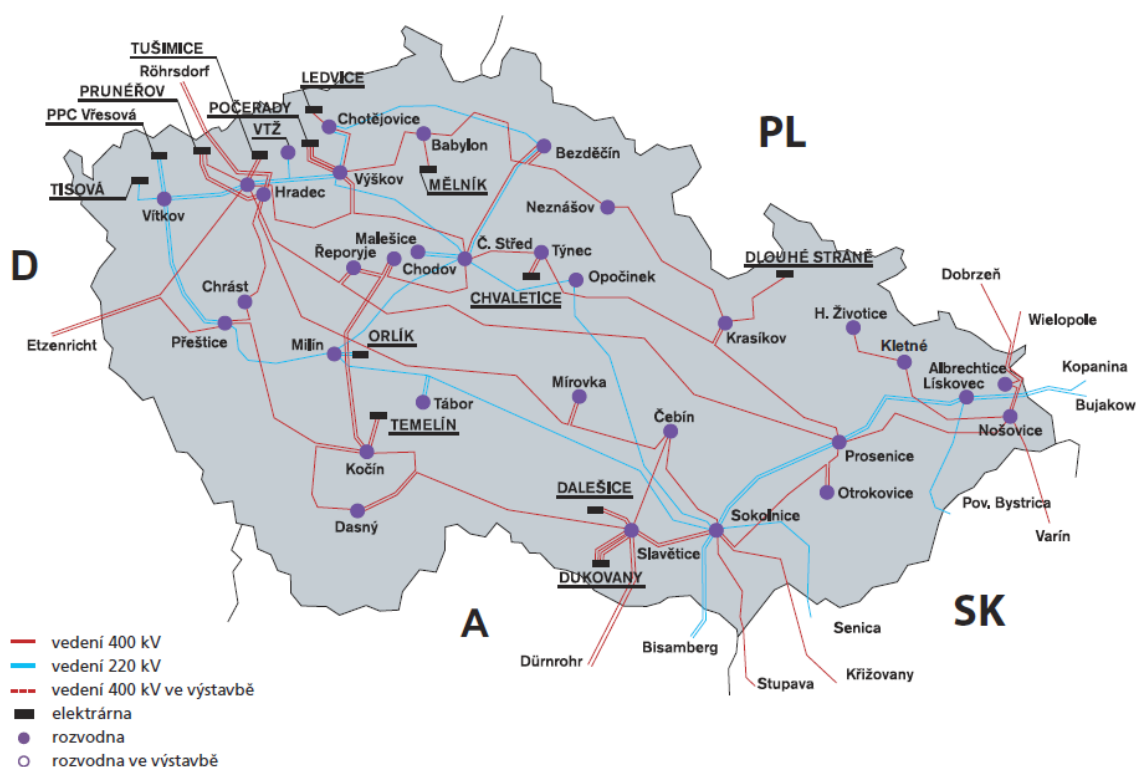 TUŠIMICE
Röhrsdorf
LEDVICE
PRUNÉŘOV
POČERADY
PPC Vřesová
VTŽ
Chotějovice
Babylon
Bezděčín
PL
TISOVÁ
Výškov
MĚLNÍK
Hradec
Vítkov
Neznášov
D
Malešice
Řeporyje
Chodov
Č. Střed
Týnec
Opočinek
DLOUHÉ STRÁNĚ
Dobrzeň
Chrást
CHVALETICE
H. Životice
Wielopole
Etzenricht
Přeštice
Milín
ORLÍK
Krasíkov
Kletné
Albrechtice
Kopanina
Lískovec
Mírovka
Tábor
Bujakow
TEMELÍN
Čebín
Nošovice
Kočín
Prosenice
DALEŠICE
Otrokovice
Dasný
Sokolnice
Pov. Bystrica
Slavětice
Varín
DUKOVANY
A
SK
Senica
Bisamberg
Dürnrohr
Křižovany
Stupava
vedení 400 kV
vedení 220 kV
vedení 400 kV ve výstavbě
elektrárna
rozvodna
rozvodna ve výstavbě